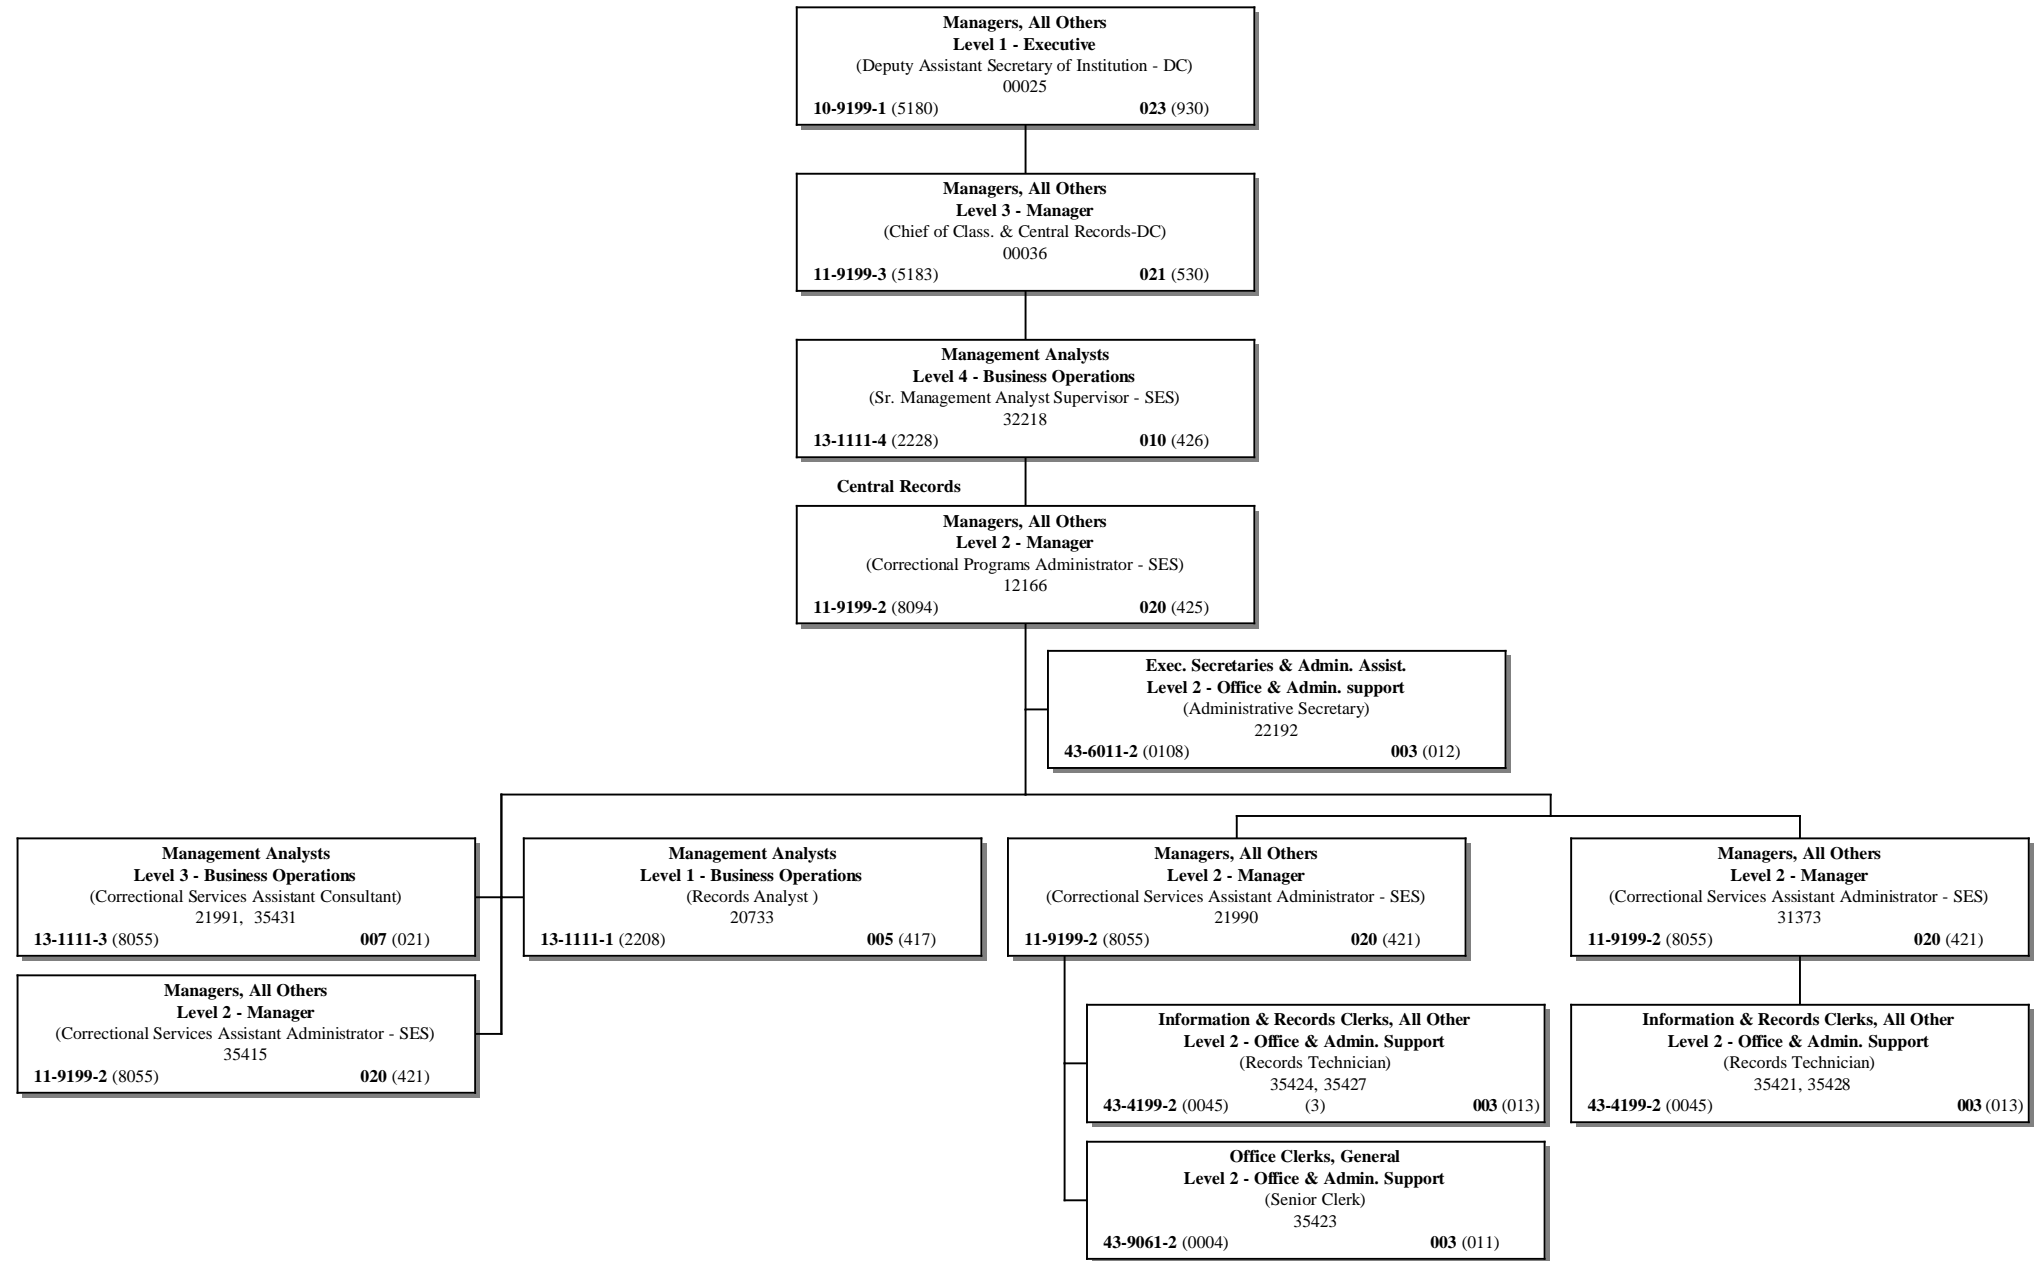 Managers, All Others
Level 1 - Executive
(Deputy Assistant Secretary of Institution - DC)
00025
10-9199-1 (5180) 023 (930)
Managers, All Others
Level 3 - Manager
(Chief of Class. & Central Records-DC)
00036
11-9199-3 (5183) 021 (530)
Management Analysts
Level 4 - Business Operations
(Sr. Management Analyst Supervisor - SES)
32218
13-1111-4 (2228) 010 (426)
Central Records
Managers, All Others
Level 2 - Manager
(Correctional Programs Administrator - SES)
12166
11-9199-2 (8094) 020 (425)
Exec. Secretaries & Admin. Assist.
Level 2 - Office & Admin. support
(Administrative Secretary)
22192
43-6011-2 (0108) 003 (012)
Management Analysts
Level 3 - Business Operations
(Correctional Services Assistant Consultant)
21991, 35431
13-1111-3 (8055) 007 (021)
Management Analysts
Level 1 - Business Operations
(Records Analyst )
20733
13-1111-1 (2208) 005 (417)
Managers, All Others
Level 2 - Manager
(Correctional Services Assistant Administrator - SES)
21990
11-9199-2 (8055) 020 (421)
Managers, All Others
Level 2 - Manager
(Correctional Services Assistant Administrator - SES)
31373
11-9199-2 (8055) 020 (421)
Managers, All Others
Level 2 - Manager
(Correctional Services Assistant Administrator - SES)
35415
11-9199-2 (8055) 020 (421)
Information & Records Clerks, All Other
Level 2 - Office & Admin. Support
(Records Technician)
35424, 35427
43-4199-2 (0045) (3) 003 (013)
Information & Records Clerks, All Other
Level 2 - Office & Admin. Support
(Records Technician)
35421, 35428
43-4199-2 (0045) 003 (013)
Office Clerks, General
Level 2 - Office & Admin. Support
(Senior Clerk)
35423
43-9061-2 (0004) 003 (011)